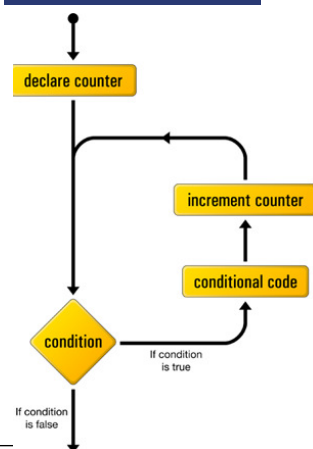 declare counter
increment counter
conditional code
condition
If condition
is true
If condition
is false